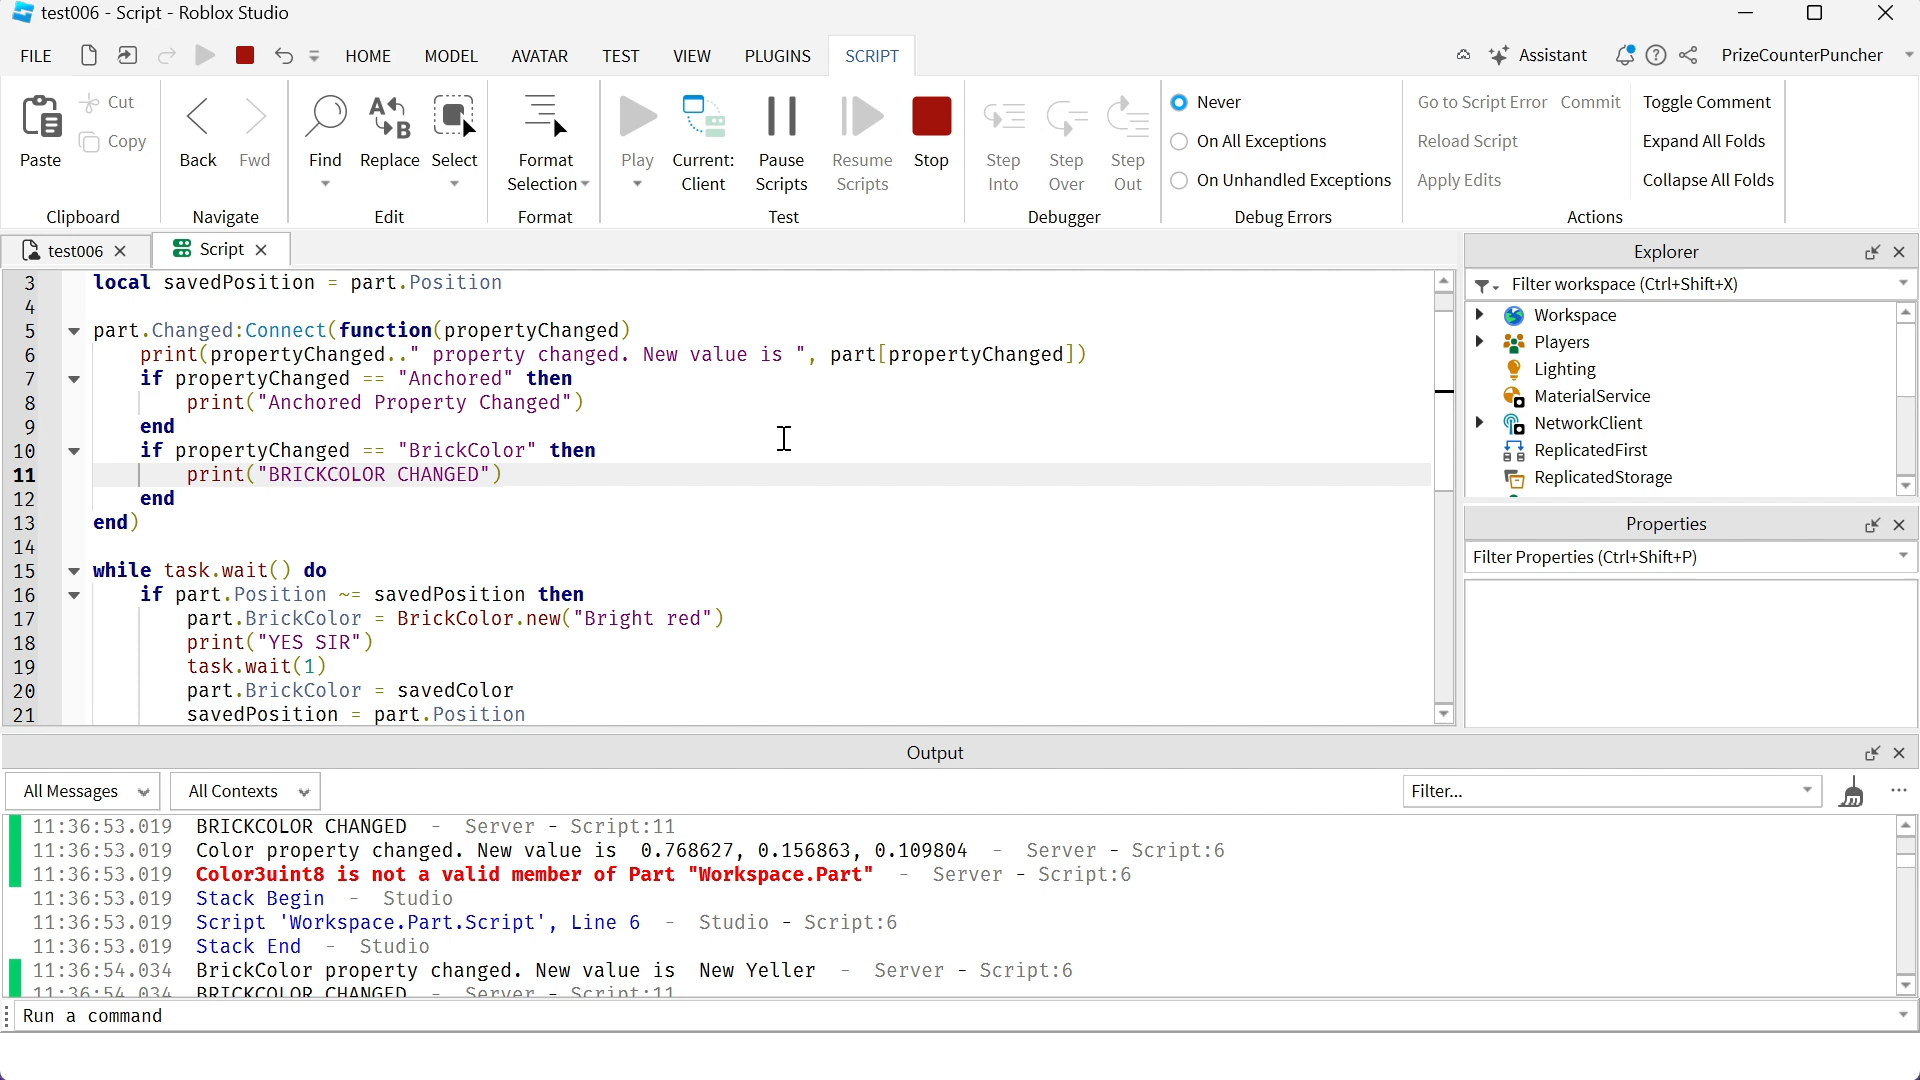 test006 - Script - Roblox Studio
FILE HOME MODEL AVATAR TEST VIEW PLUGINS SCRIPT Assistant PrizeCounterPuncher
Paste Cut Copy
Clipboard
Back Fwd
Navigate
Find Replace Select
Edit
Format Selection
Format
Play Current: Client Pause Scripts Resume Scripts Stop
Test
Step Into Step Over Step Out
Debugger
Never
On All Exceptions
On Unhandled Exceptions
Debug Errors
Go to Script Error Commit Toggle Comment
Reload Script Expand All Folds
Apply Edits Collapse All Folds
Actions
test006 Script
3 local savedPosition = part.Position
4
5 part.Changed:Connect(function(propertyChanged)
6 print(propertyChanged.." property changed. New value is ", part[propertyChanged])
7 if propertyChanged == "Anchored" then
8 print("Anchored Property Changed")
9 end
10 if propertyChanged == "BrickColor" then
11 print("BRICKCOLOR CHANGED")
12 end
13 end)
14
15 while task.wait() do
16 if part.Position ~= savedPosition then
17 part.BrickColor = BrickColor.new("Bright red")
18 print("YES SIR")
19 task.wait(1)
20 part.BrickColor = savedColor
21 savedPosition = part.Position
Explorer
Filter workspace (Ctrl+Shift+X)
Workspace
Players
Lighting
MaterialService
NetworkClient
ReplicatedFirst
ReplicatedStorage
Properties
Filter Properties (Ctrl+Shift+P)
Output
All Messages All Contexts Filter...
11:36:53.019 BRICKCOLOR CHANGED - Server - Script:11
11:36:53.019 Color property changed. New value is 0.768627, 0.156863, 0.109804 - Server - Script:6
11:36:53.019 Color3uint8 is not a valid member of Part "Workspace.Part" - Server - Script:6
11:36:53.019 Stack Begin - Studio
11:36:53.019 Script 'Workspace.Part.Script', Line 6 - Studio - Script:6
11:36:53.019 Stack End - Studio
11:36:54.034 BrickColor property changed. New value is New Yeller - Server - Script:6
11:36:54.034 BRICKCOLOR CHANGED - Server - Script:11
Run a command